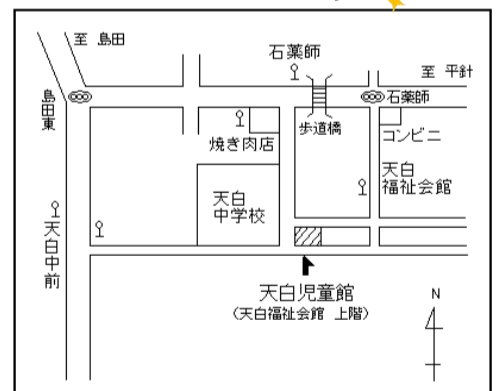 至 島田
石薬師
至 平針
島田東
石薬師
歩道橋
コンビニ
焼き肉店
天白
福祉会館
天白
中学校
天白中前
天白児童館
(天白福祉会館 上階)
N